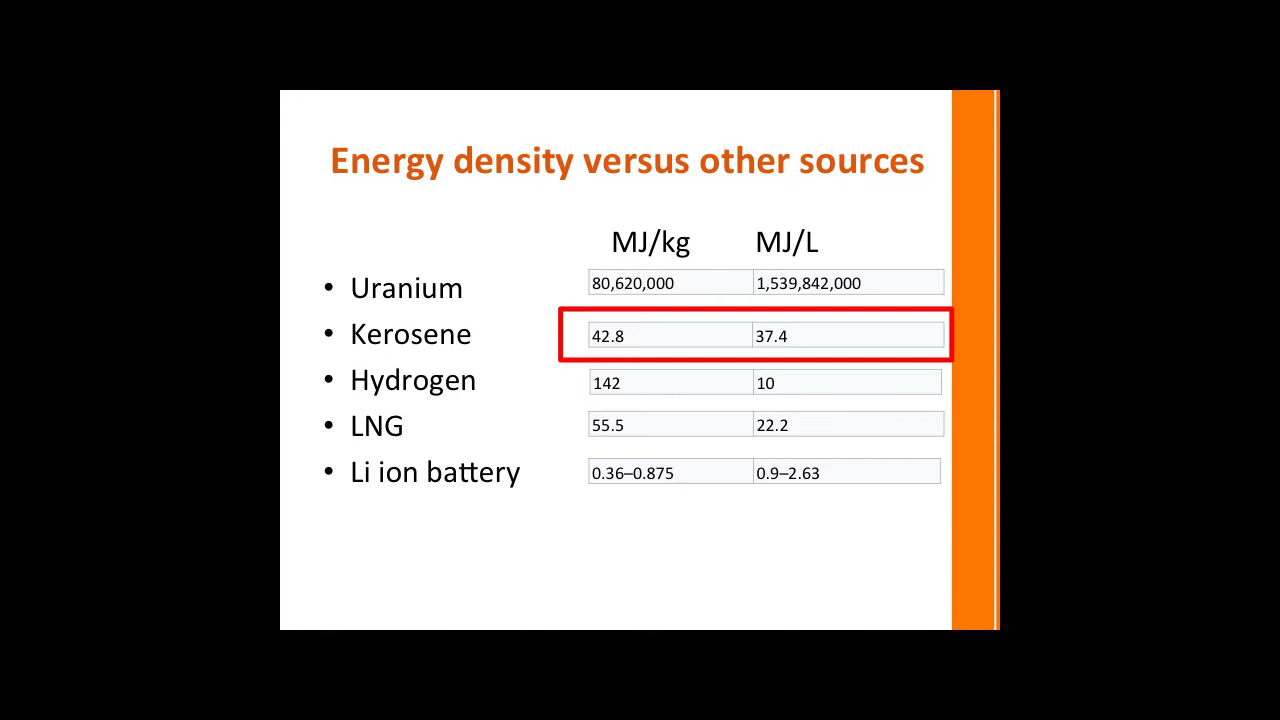 Energy density versus other sources
MJ/kg MJ/L
• Uranium 80,620,000 1,539,842,000
• Kerosene 42.8 37.4
• Hydrogen 142 10
• LNG 55.5 22.2
• Li ion battery 0.36–0.875 0.9–2.63